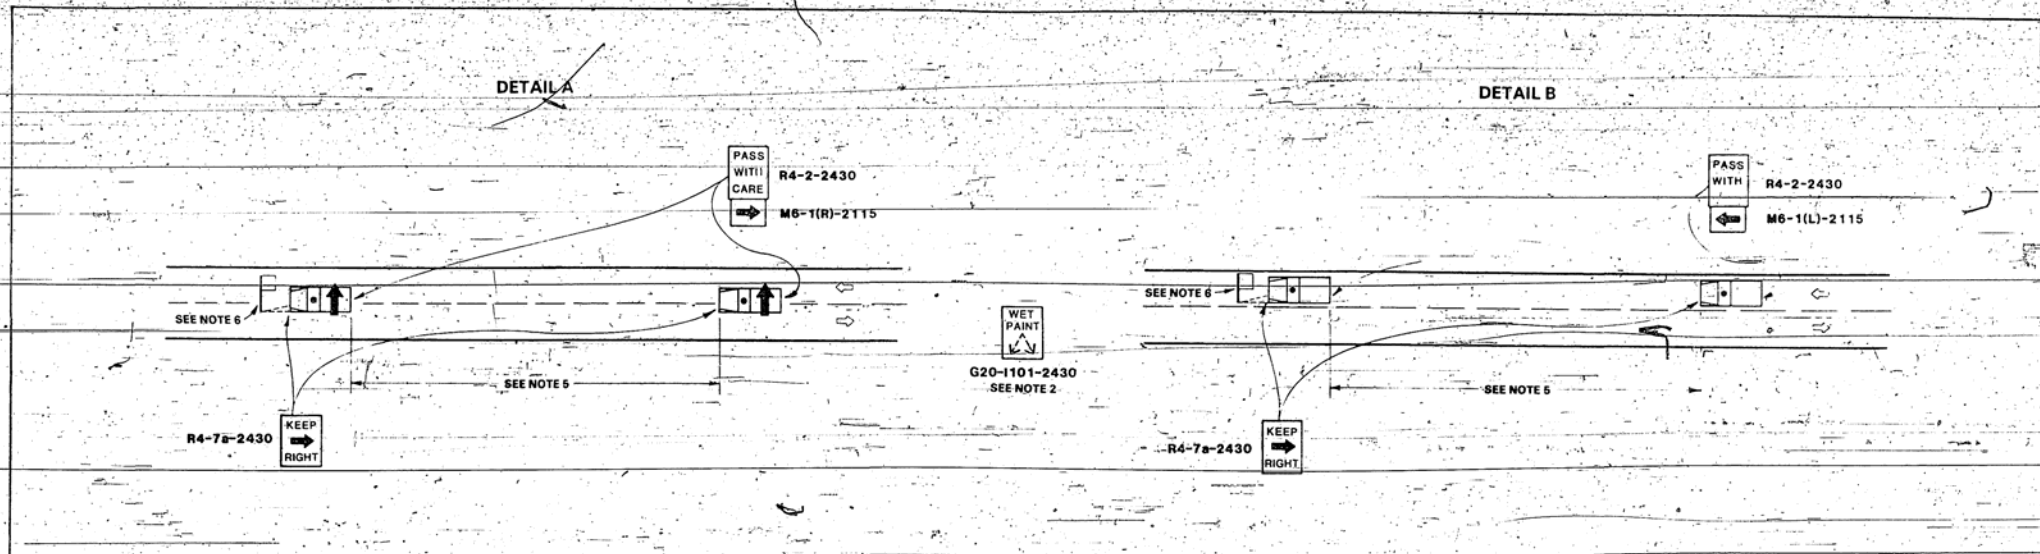 DETAIL A
DETAIL B
PASS
WITH
CARE
R4-2-2430
M6-1(R)-2115
PASS
WITH
R4-2-2430
M6-1(L)-2115
SEE NOTE 6
SEE NOTE 5
R4-7a-2430
KEEP
RIGHT
WET
PAINT
G20-I101-2430
SEE NOTE 2
SEE NOTE 6
SEE NOTE 5
R4-7a-2430
KEEP
RIGHT